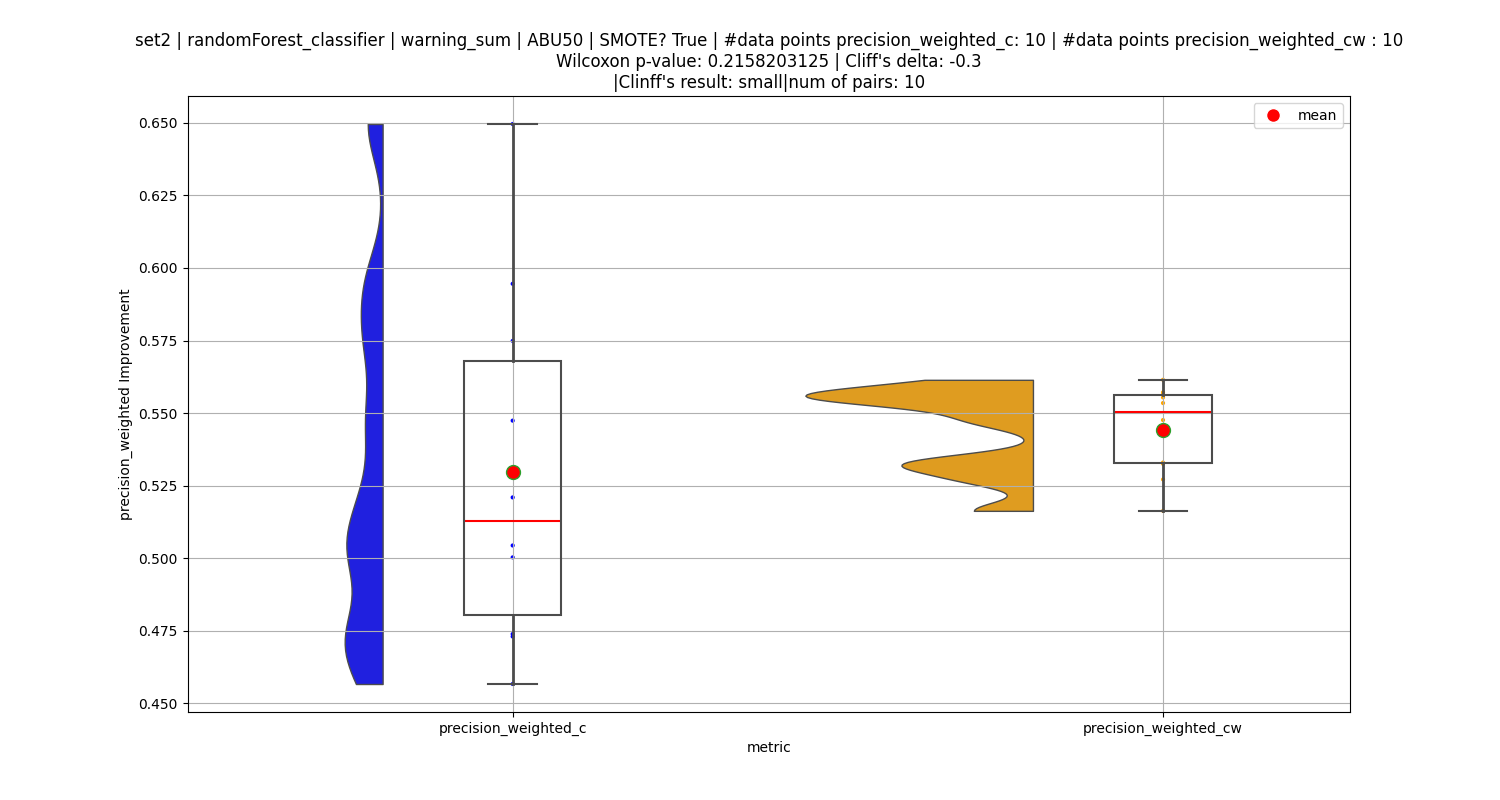 set2 | randomForest_classifier | warning_sum | ABU50 | SMOTE? True | #data points precision_weighted_c: 10 | #data points precision_weighted_cw : 10
Wilcoxon p-value: 0.2158203125 | Cliff's delta: -0.3
|Clinff's result: small|num of pairs: 10
mean
0.650
0.625
0.600
0.575
0.550
0.525
0.500
0.475
0.450
precision_weighted Improvement
precision_weighted_c
precision_weighted_cw
metric